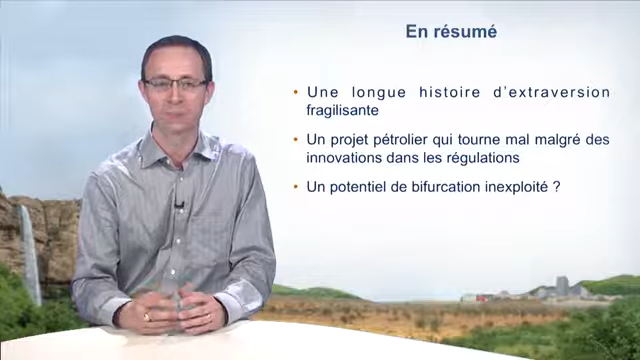 En résumé
• Une longue histoire d'extraversion
fragilisante
• Un projet pétrolier qui tourne mal malgré des
innovations dans les régulations
• Un potentiel de bifurcation inexploité ?